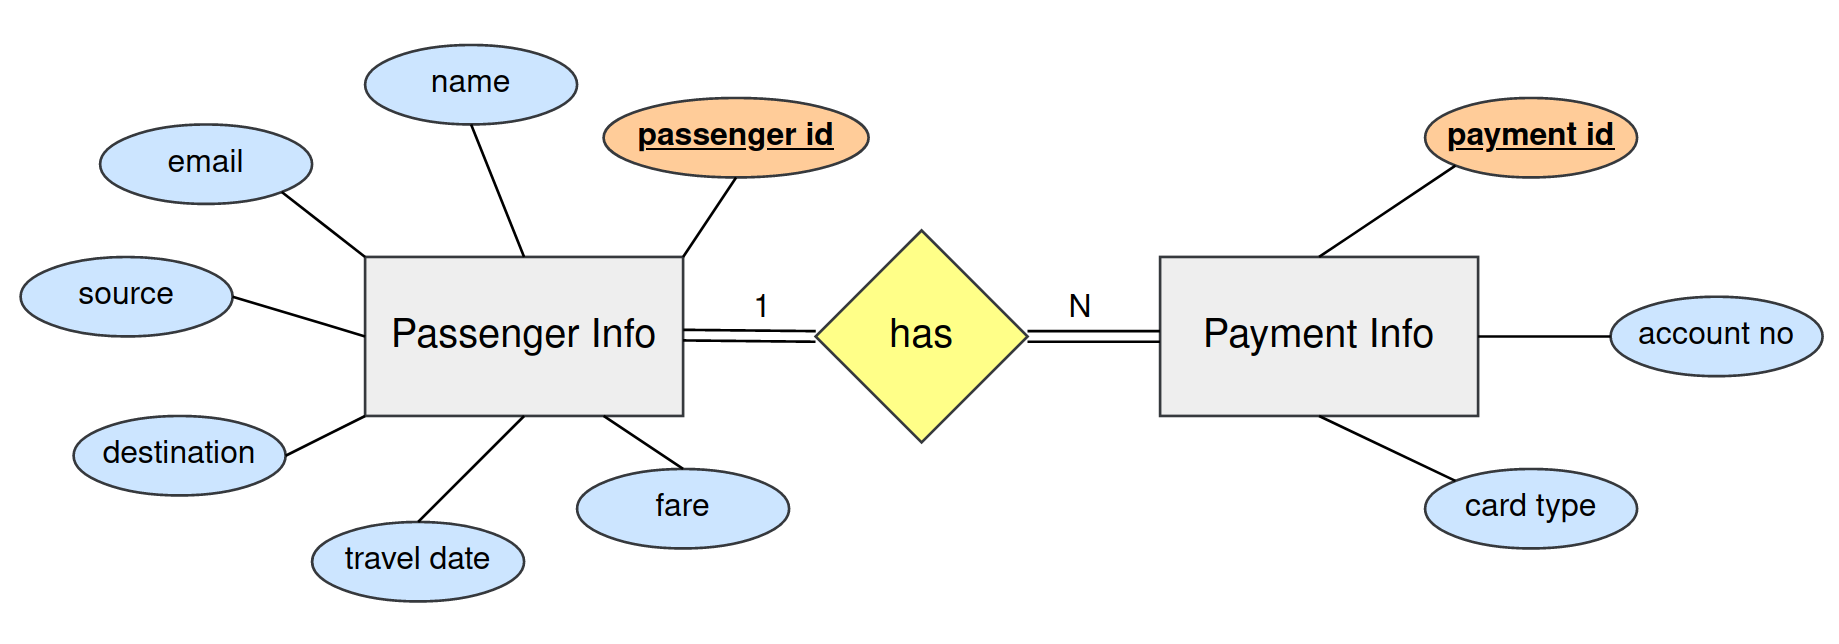 name
passenger id
payment id
email
source
1
N
Passenger Info
has
Payment Info
account no
destination
fare
card type
travel date